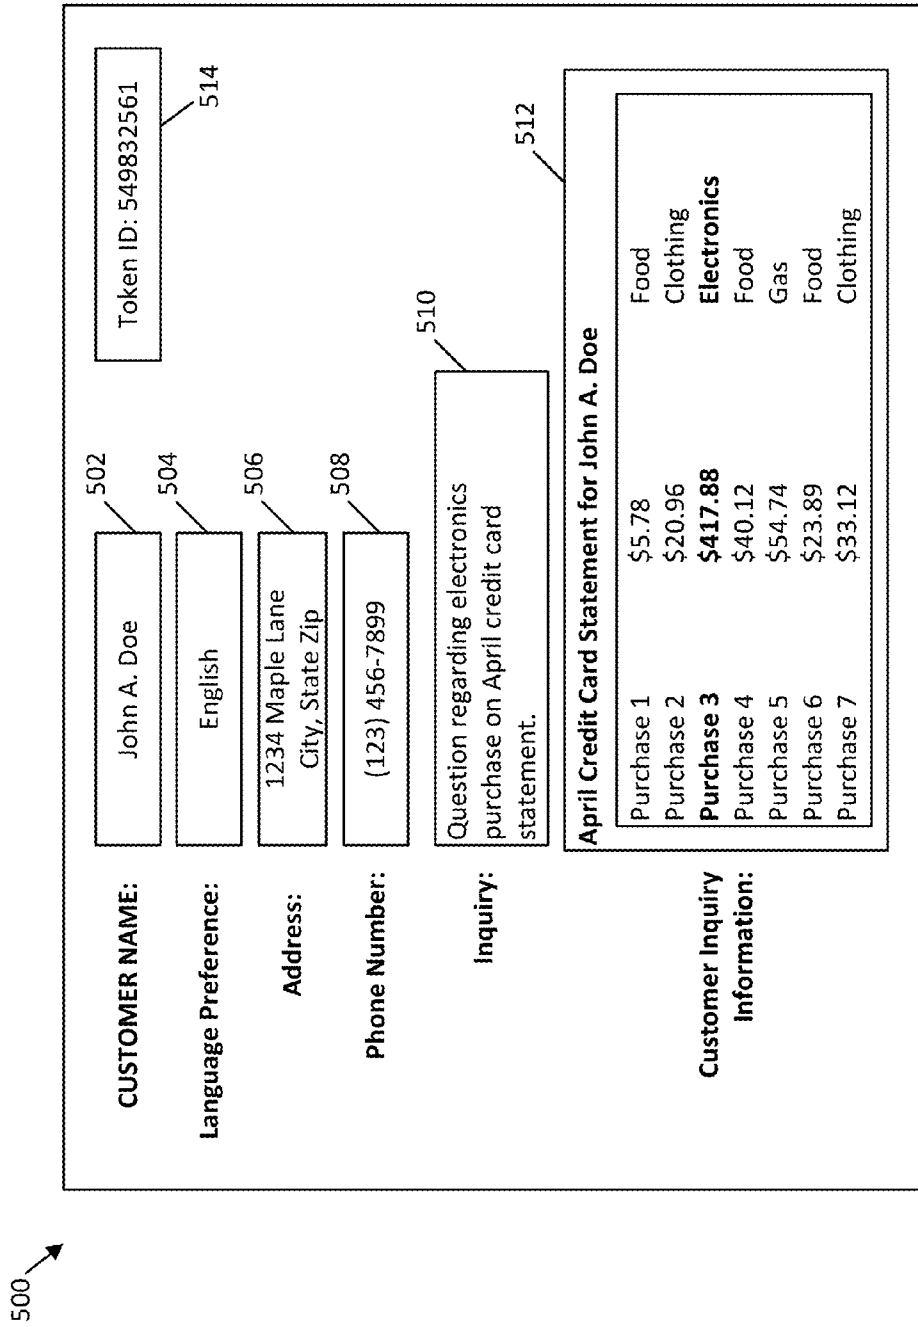 500
Token ID: 549832561
514
CUSTOMER NAME:
John A. Doe
502
Language Preference:
English
504
Address:
1234 Maple Lane
City, State Zip
506
Phone Number:
(123) 456-7899
508
Inquiry:
Question regarding electronics
purchase on April credit card
statement.
510
Customer Inquiry
Information:
512
April Credit Card Statement for John A. Doe
Purchase 1 $5.78 Food
Purchase 2 $20.96 Clothing
Purchase 3 $417.88 Electronics
Purchase 4 $40.12 Food
Purchase 5 $54.74 Gas
Purchase 6 $23.89 Food
Purchase 7 $33.12 Clothing